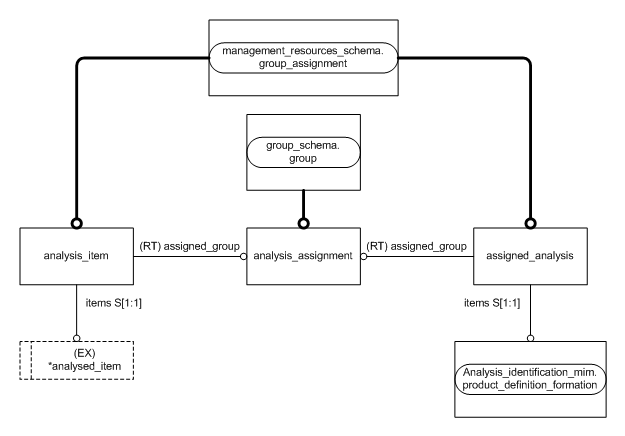 management_resources_schema.
group_assignment
group_schema.
group
(RT) assigned_group
(RT) assigned_group
analysis_item
analysis_assignment
assigned_analysis
items S[1:1]
items S[1:1]
(EX)
*analysed_item
Analysis_identification_mim.
product_definition_formation